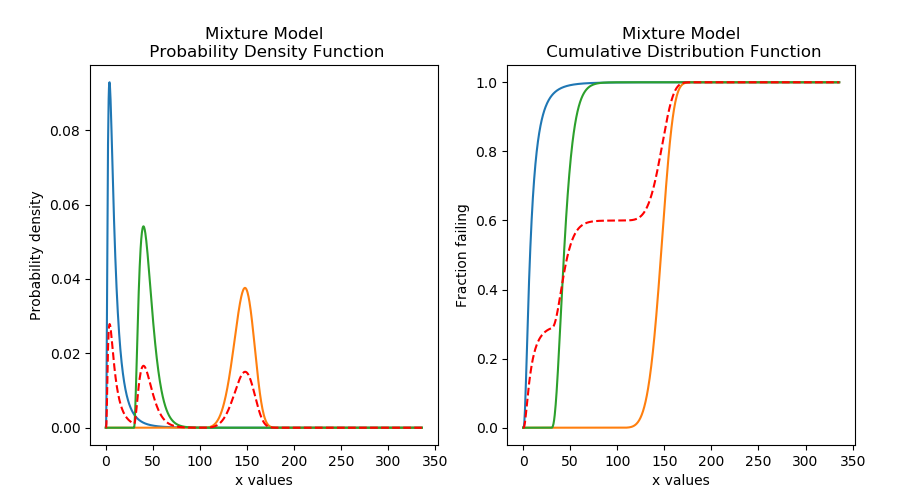 Mixture Model
Probability Density Function
0.08
0.06
0.04
0.02
0.00
Probability density
0 50 100 150 200 250 300 350
x values
Mixture Model
Cumulative Distribution Function
1.0
0.8
0.6
0.4
0.2
0.0
Fraction failing
0 50 100 150 200 250 300 350
x values